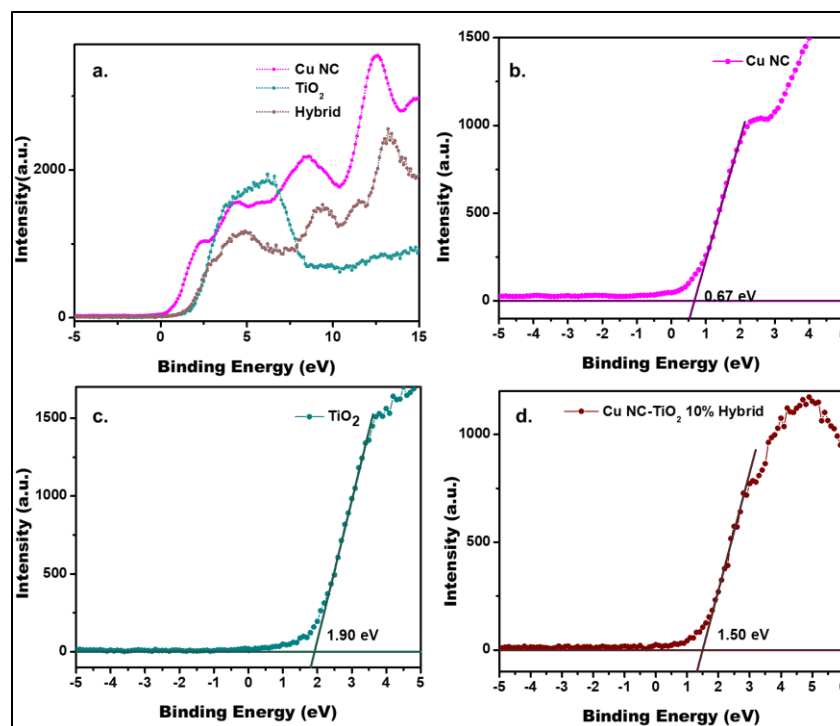 a.
Cu NC
TiO₂
Hybrid
2000
0
Intensity(a.u.)
-5 0 5 10 15
Binding Energy (eV)
b.
Cu NC
1500
1000
500
0
Intensity (a.u.)
0.67 eV
-5 -4 -3 -2 -1 0 1 2 3 4 5
Binding Energy (eV)
c.
TiO₂
1500
1000
500
0
Intensity (a.u.)
1.90 eV
-5 -4 -3 -2 -1 0 1 2 3 4 5
Binding Energy (eV)
d.
Cu NC-TiO₂ 10% Hybrid
1000
500
0
Intensity (a.u.)
1.50 eV
-5 -4 -3 -2 -1 0 1 2 3 4 5 6
Binding Energy (eV)